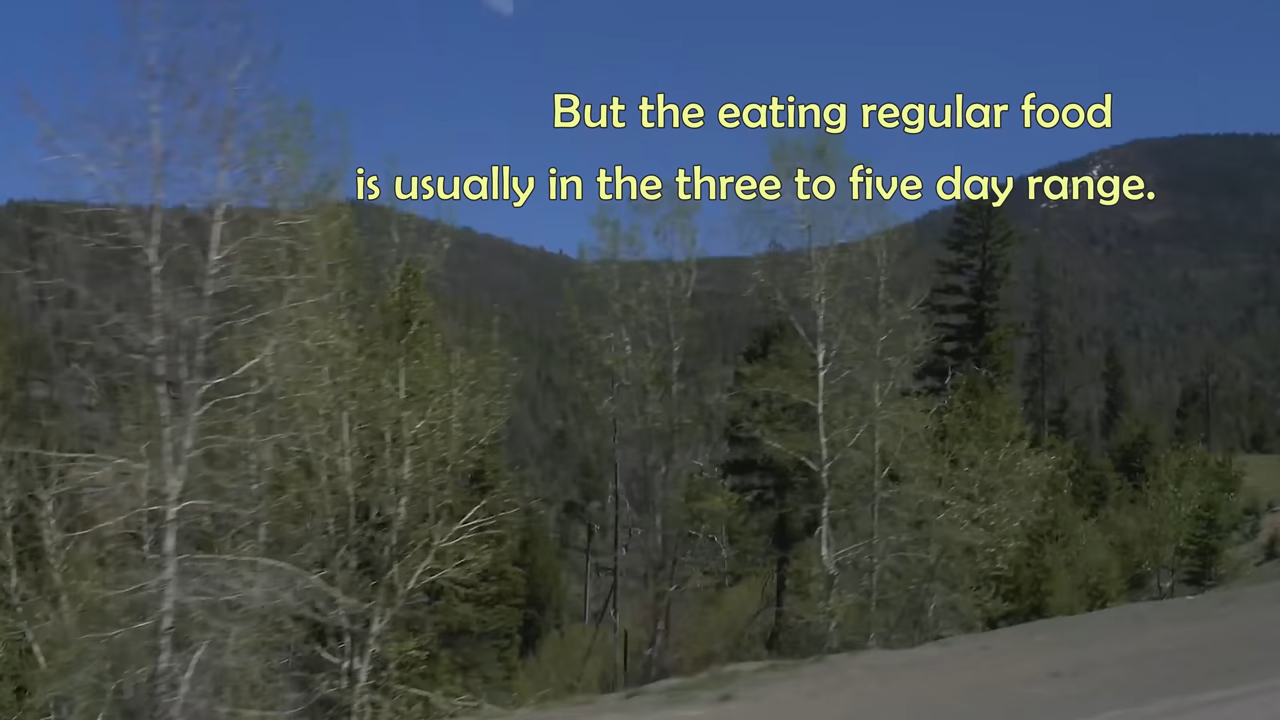 But the eating regular food
is usually in the three to five day range.